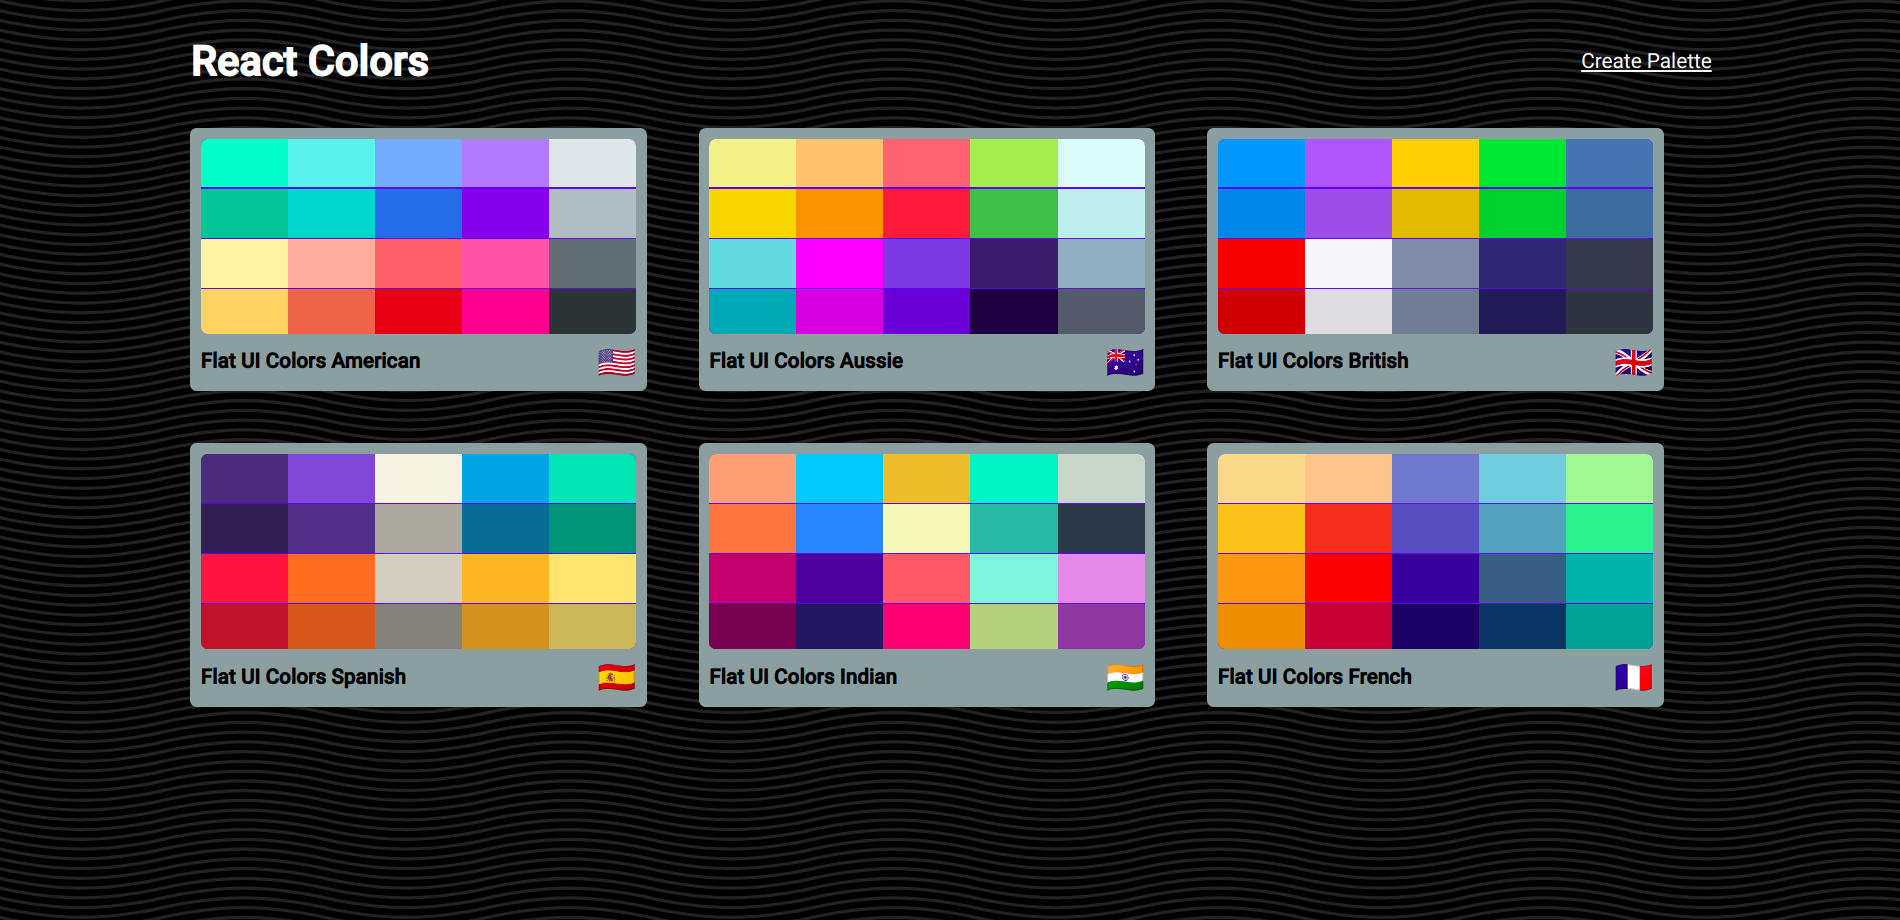 React Colors
Create Palette
Flat UI Colors American
Flat UI Colors Aussie
Flat UI Colors British
Flat UI Colors Spanish
Flat UI Colors Indian
Flat UI Colors French